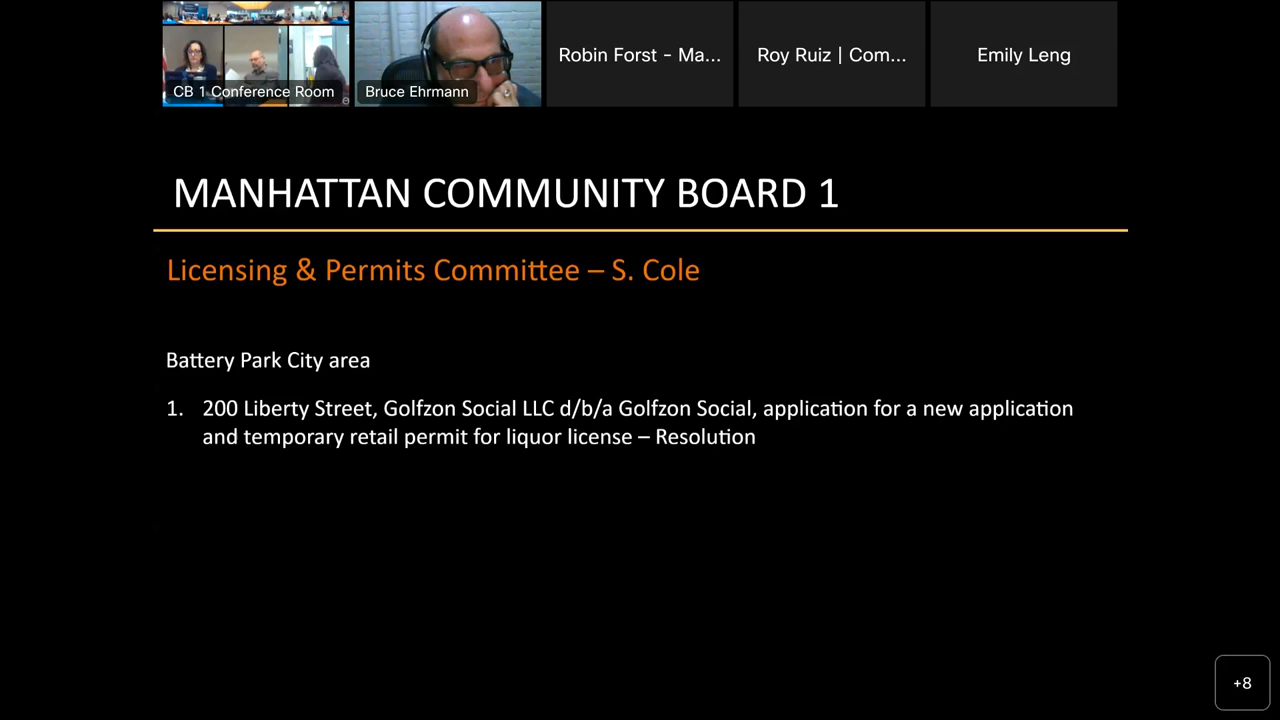 CB 1 Conference Room
Bruce Ehrmann
Robin Forst - Ma...
Roy Ruiz | Com...
Emily Leng
MANHATTAN COMMUNITY BOARD 1
Licensing & Permits Committee – S. Cole
Battery Park City area
1. 200 Liberty Street, Golfzon Social LLC d/b/a Golfzon Social, application for a new application
and temporary retail permit for liquor license – Resolution
+8